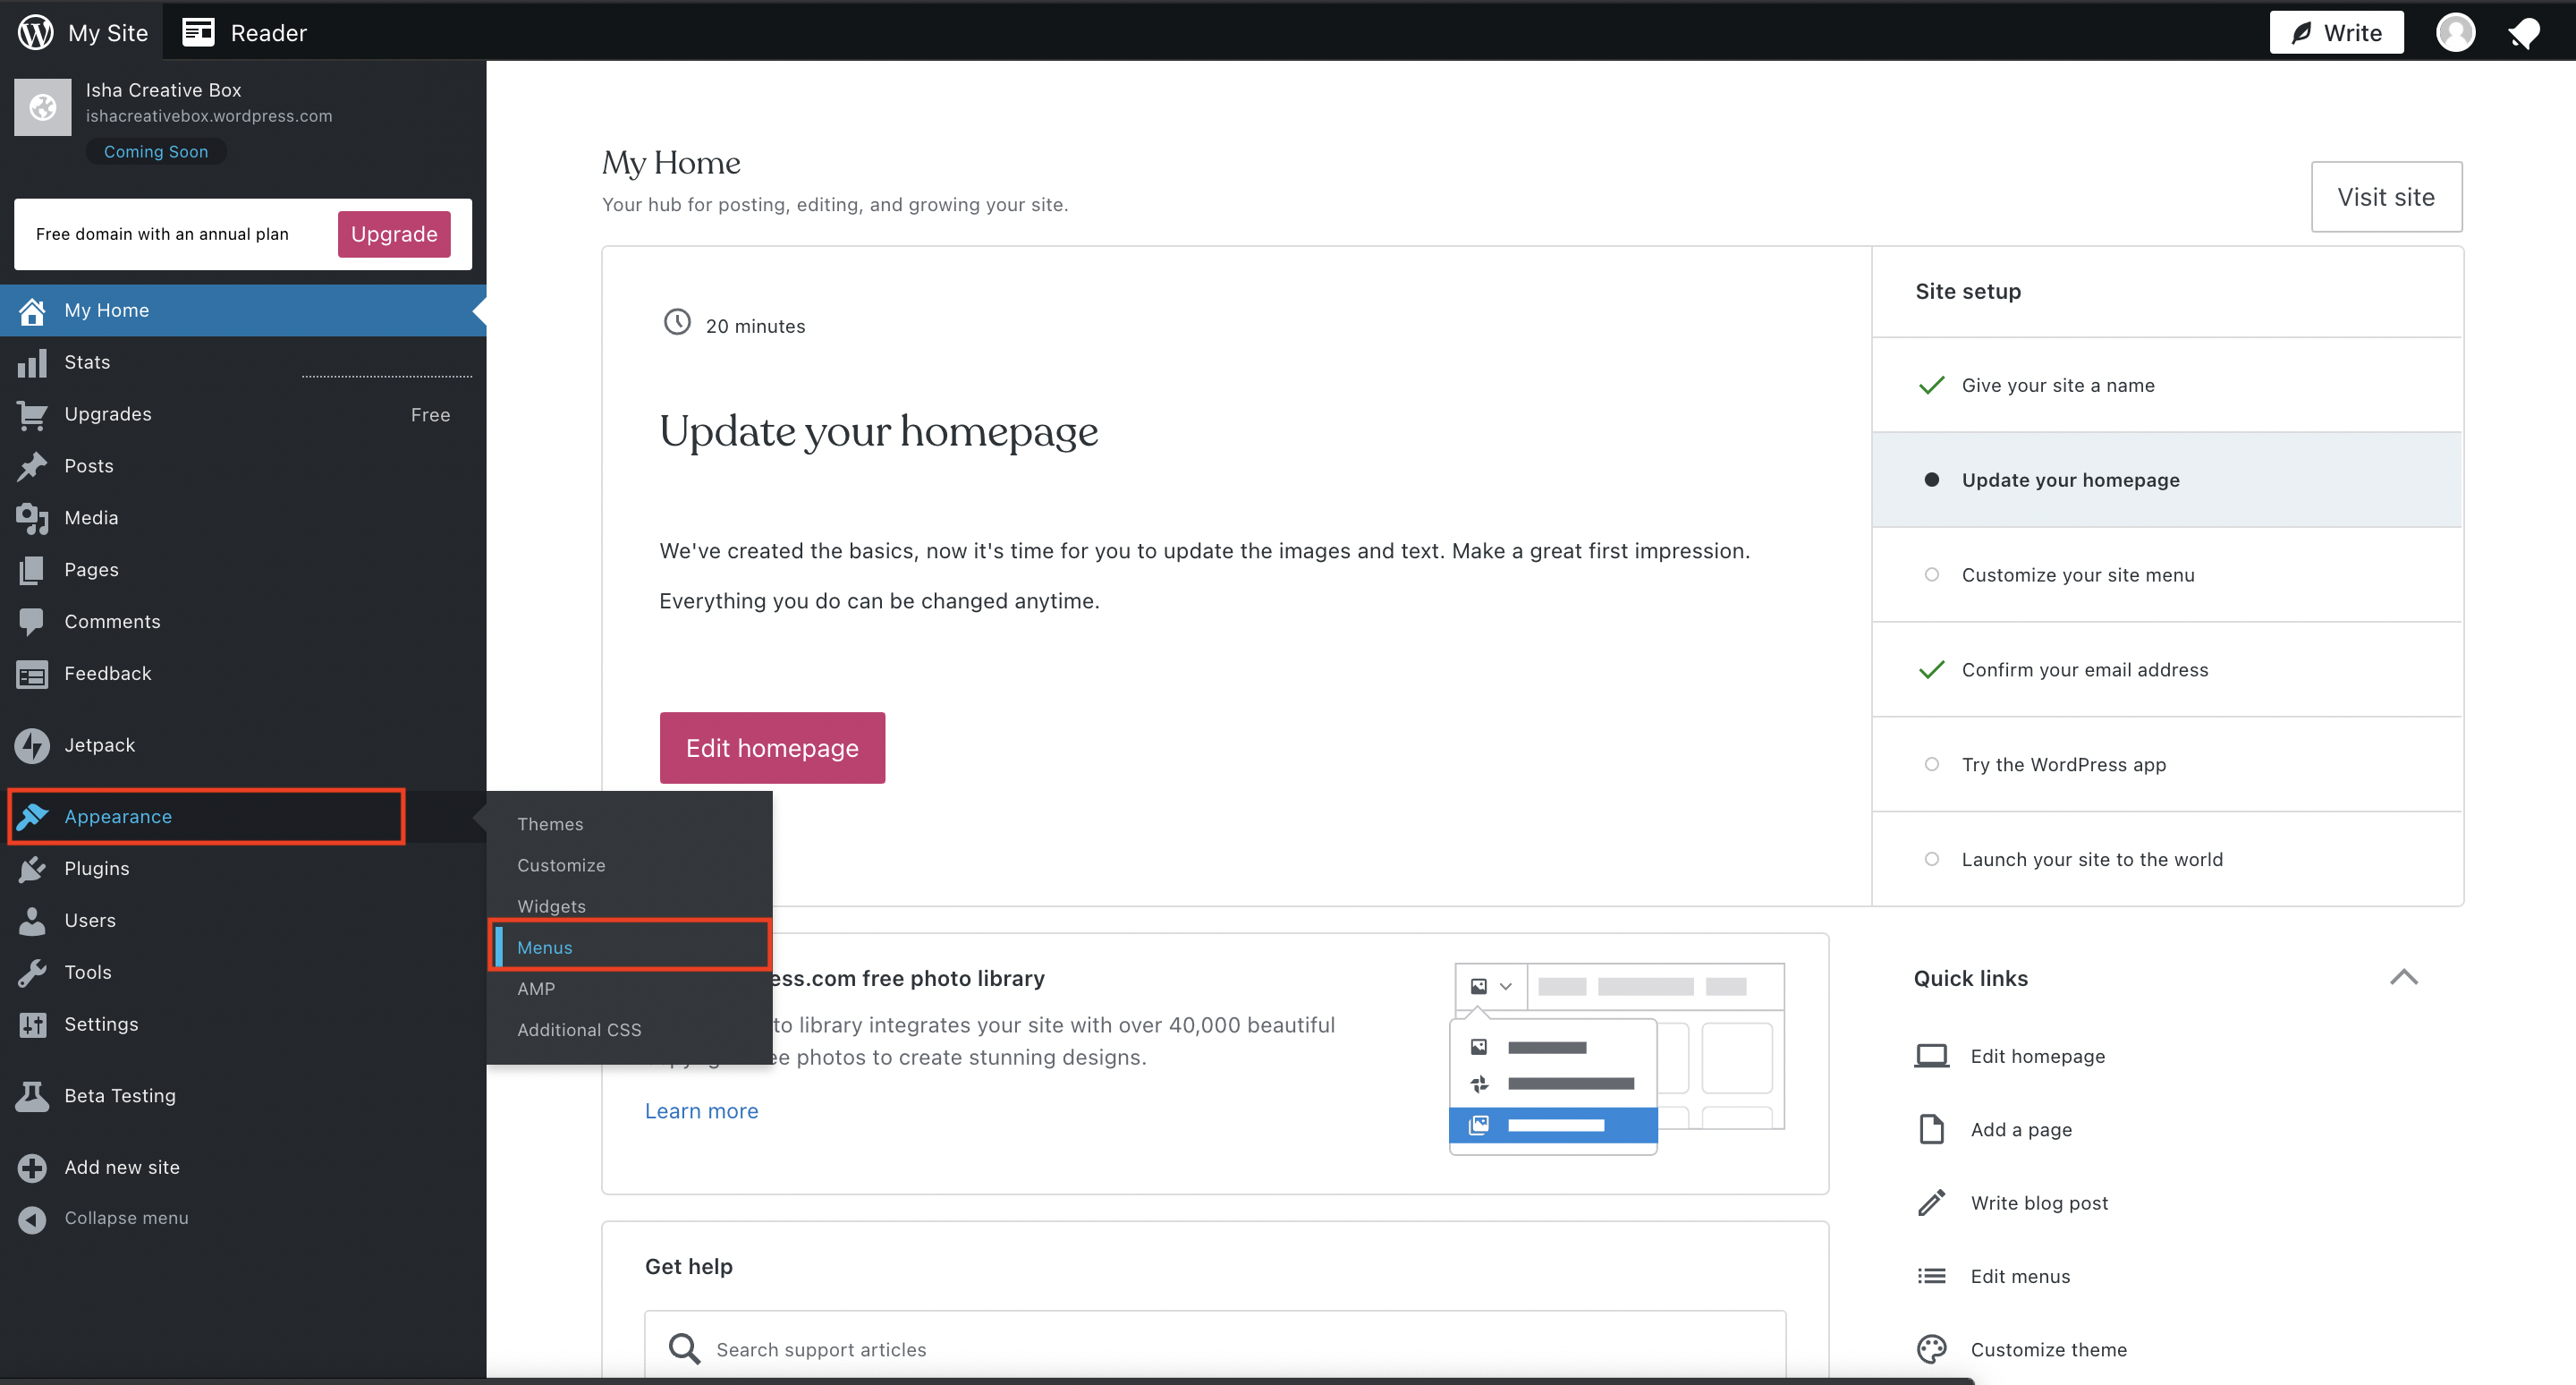 My Site
Reader
Write
Isha Creative Box
ishacreativebox.wordpress.com
Coming Soon
Free domain with an annual plan
Upgrade
My Home
Stats
Upgrades
Free
Posts
Media
Pages
Comments
Feedback
Jetpack
Appearance
Plugins
Users
Tools
Settings
Beta Testing
Add new site
Collapse menu
Themes
Customize
Widgets
Menus
AMP
Additional CSS
My Home
Your hub for posting, editing, and growing your site.
Visit site
20 minutes
Update your homepage
We've created the basics, now it's time for you to update the images and text. Make a great first impression.
Everything you do can be changed anytime.
Edit homepage
Site setup
Give your site a name
Update your homepage
Customize your site menu
Confirm your email address
Try the WordPress app
Launch your site to the world
ess.com free photo library
to library integrates your site with over 40,000 beautiful
photos to create stunning designs.
Learn more
Get help
Search support articles
Quick links
Edit homepage
Add a page
Write blog post
Edit menus
Customize theme